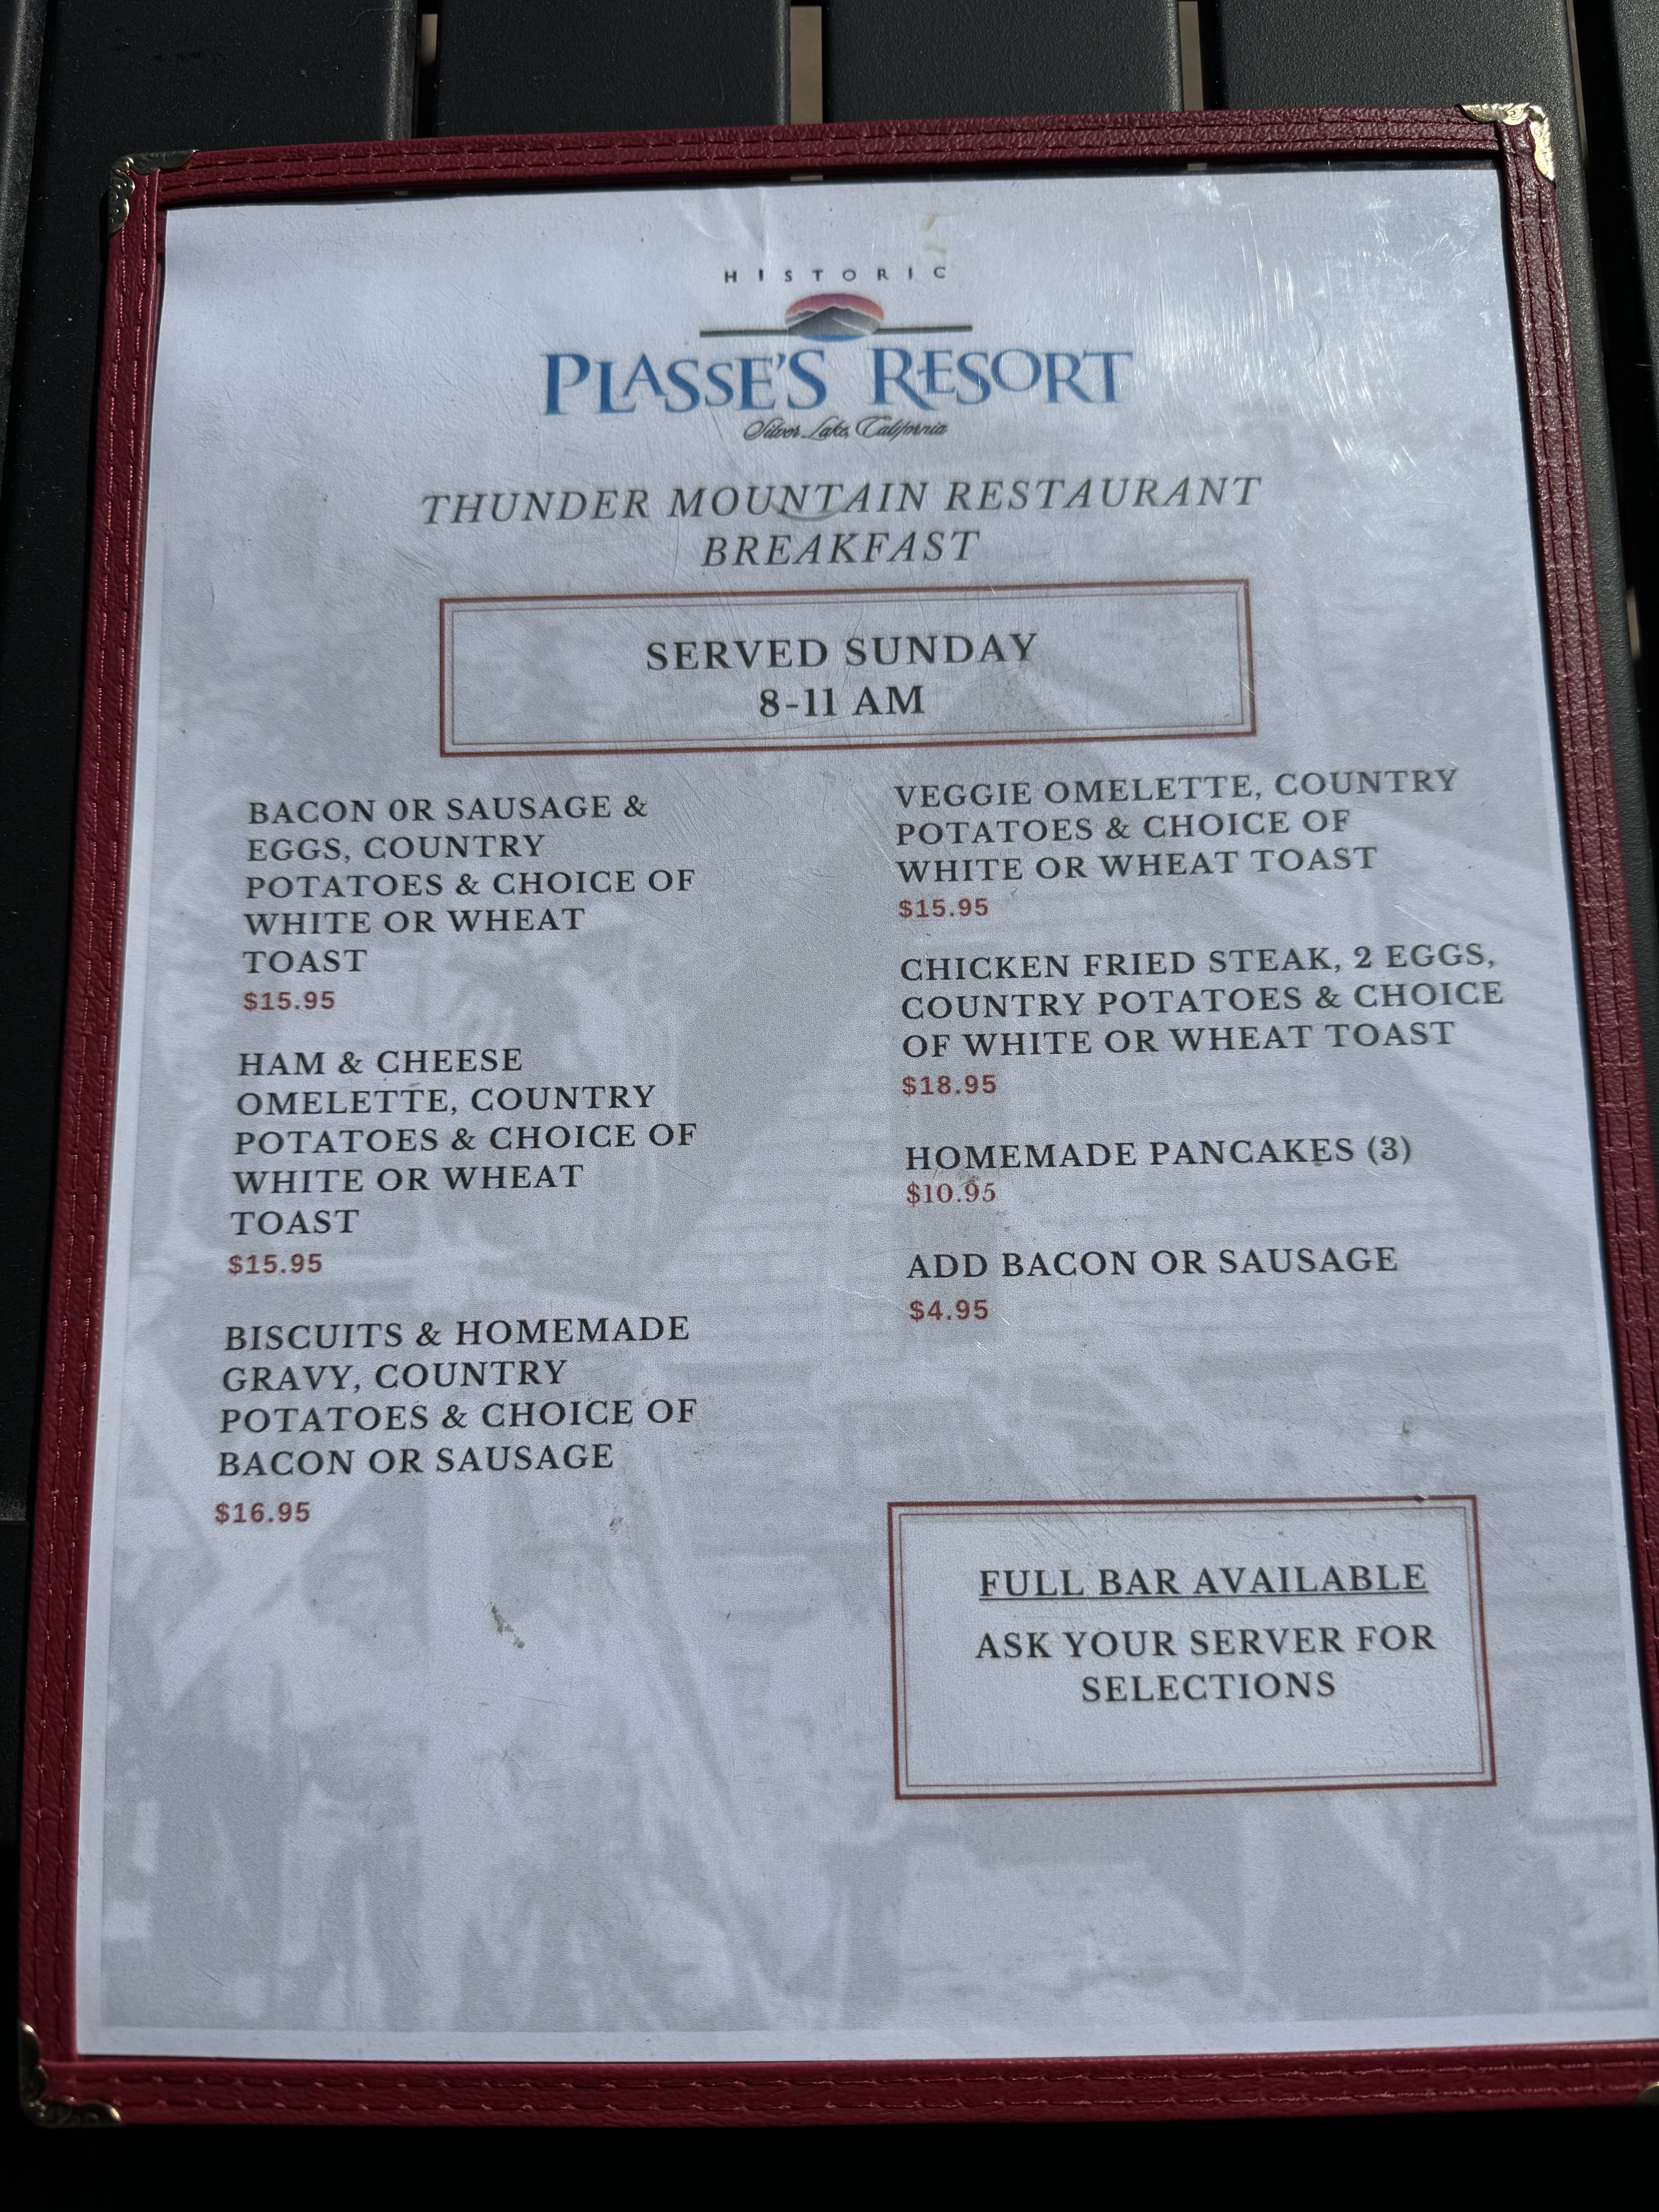 HISTORIC
PLASSE'S RESORT
Silver Lake, California
THUNDER MOUNTAIN RESTAURANT
BREAKFAST
SERVED SUNDAY
8-11 AM
BACON 0R SAUSAGE &
EGGS, COUNTRY
POTATOES & CHOICE OF
WHITE OR WHEAT
TOAST
$15.95
HAM & CHEESE
OMELETTE, COUNTRY
POTATOES & CHOICE OF
WHITE OR WHEAT
TOAST
$15.95
BISCUITS & HOMEMADE
GRAVY, COUNTRY
POTATOES & CHOICE OF
BACON OR SAUSAGE
$16.95
VEGGIE OMELETTE, COUNTRY
POTATOES & CHOICE OF
WHITE OR WHEAT TOAST
$15.95
CHICKEN FRIED STEAK, 2 EGGS,
COUNTRY POTATOES & CHOICE
OF WHITE OR WHEAT TOAST
$18.95
HOMEMADE PANCAKES (3)
$10.95
ADD BACON OR SAUSAGE
$4.95
FULL BAR AVAILABLE
ASK YOUR SERVER FOR
SELECTIONS